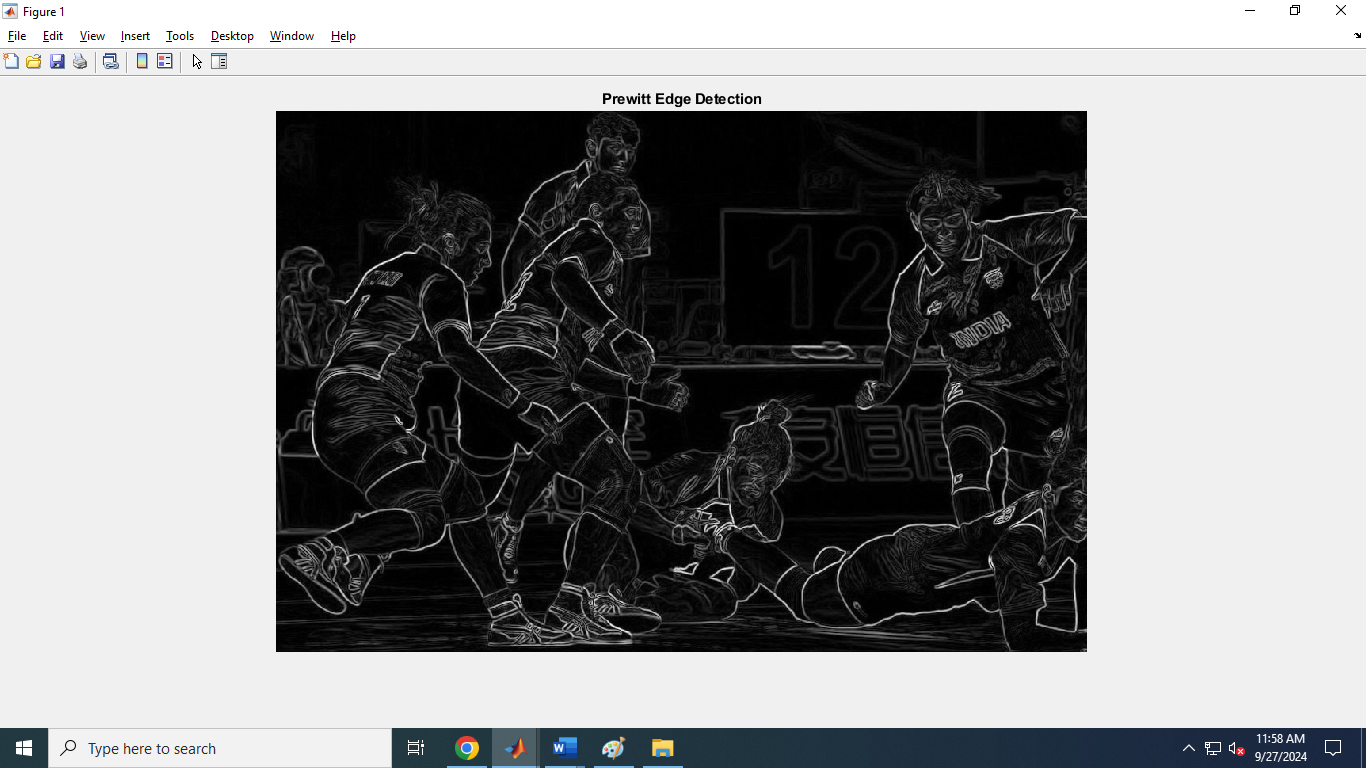 Figure 1
File Edit View Insert Tools Desktop Window Help
Prewitt Edge Detection
12
INDIA
Type here to search
11:58 AM
9/27/2024